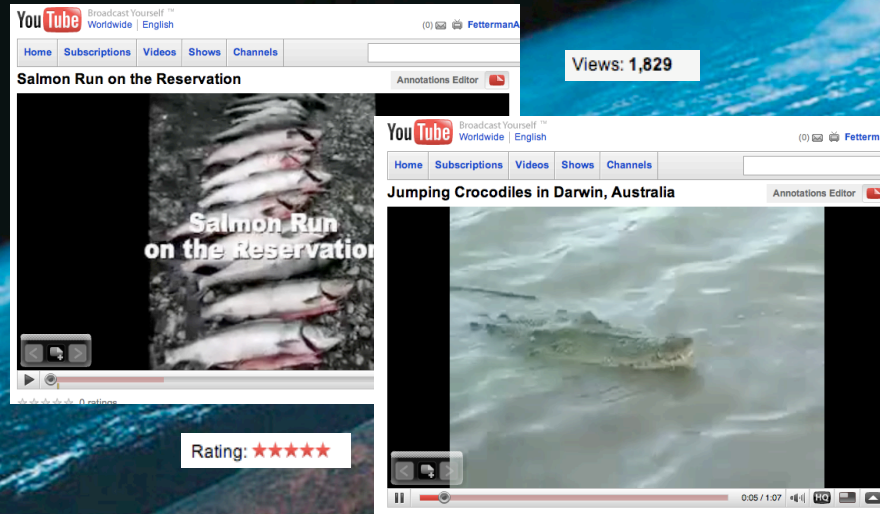 YouTube
Broadcast Yourself ™
Worldwide | English
(0)
FettermanA
Home Subscriptions Videos Shows Channels
Salmon Run on the Reservation
Annotations Editor
Salmon Run
on the Reservation
0 ratings
Views: 1,829
YouTube
Broadcast Yourself ™
Worldwide | English
(0)
Fetterm
Home Subscriptions Videos Shows Channels
Jumping Crocodiles in Darwin, Australia
Annotations Editor
0:05 / 1:07
HQ
Rating: ★★★★★